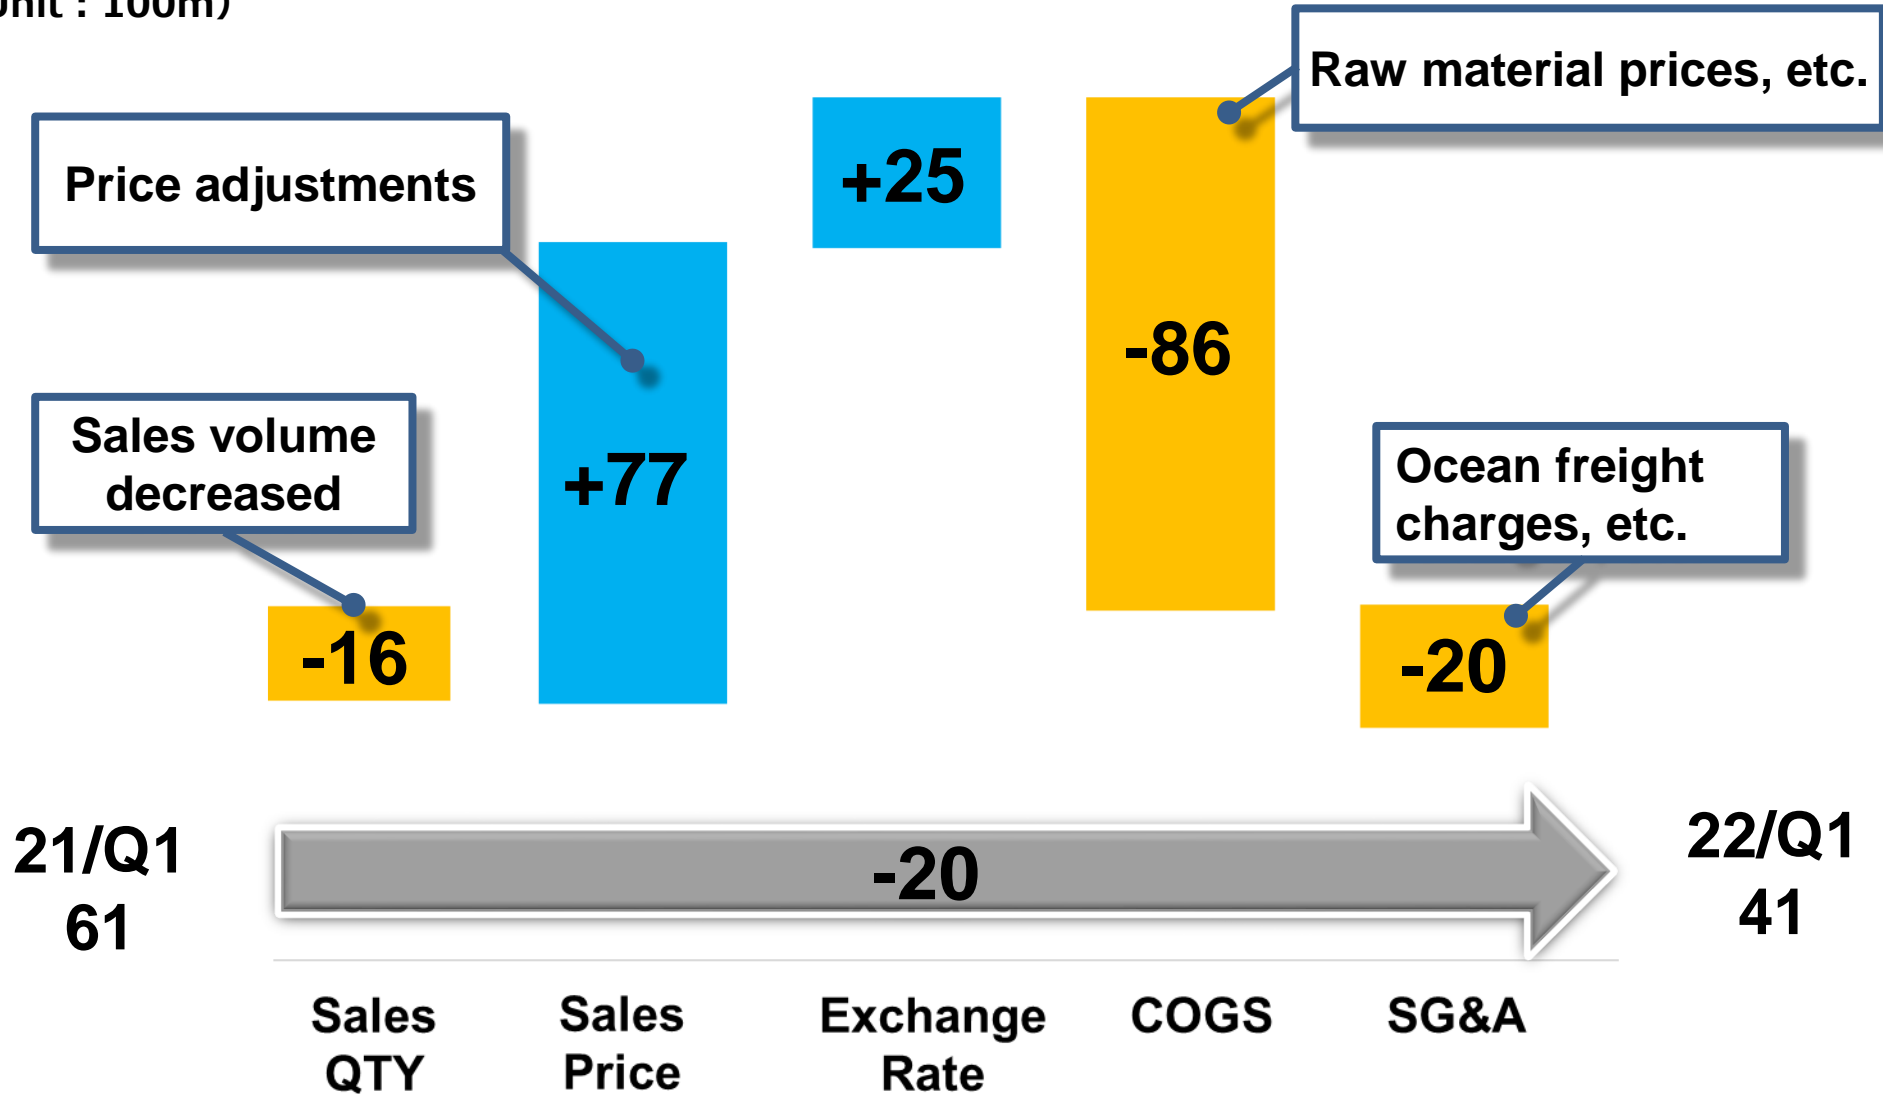 : 100m)
Raw material prices, etc.
Price adjustments
+25
-86
Sales volume
decreased
+77
Ocean freight
charges, etc.
-16
-20
21/Q1
61
-20
22/Q1
41
Sales
QTY
Sales
Price
Exchange
Rate
COGS
SG&A